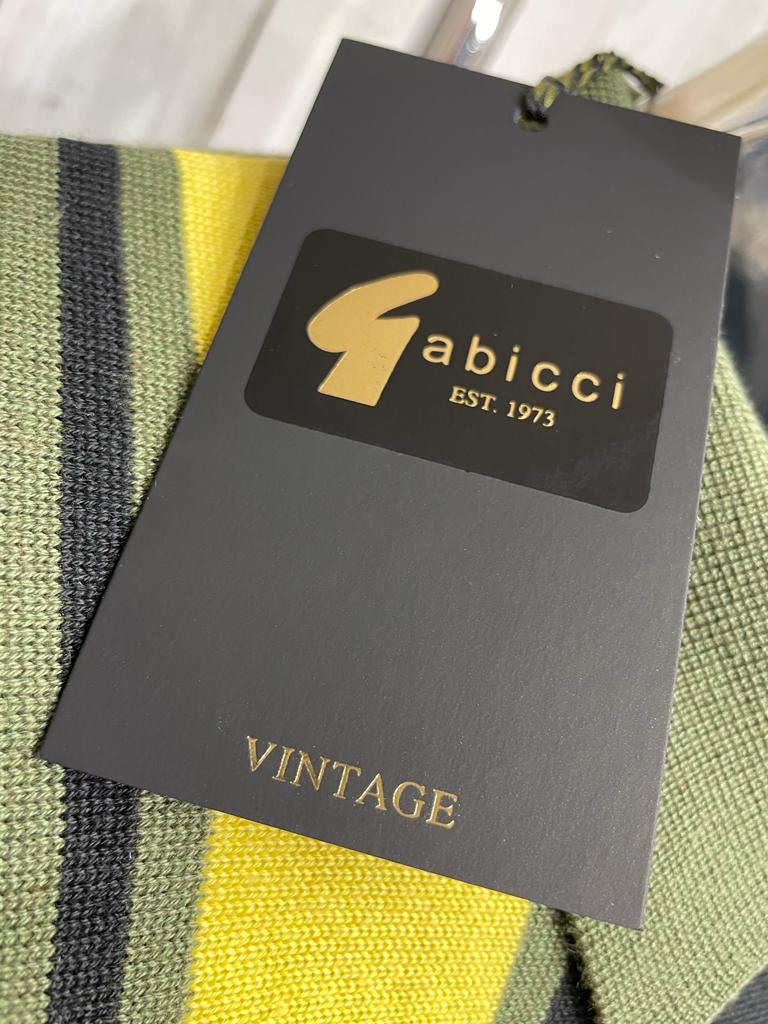 Gabicci
EST. 1973
VINTAGE